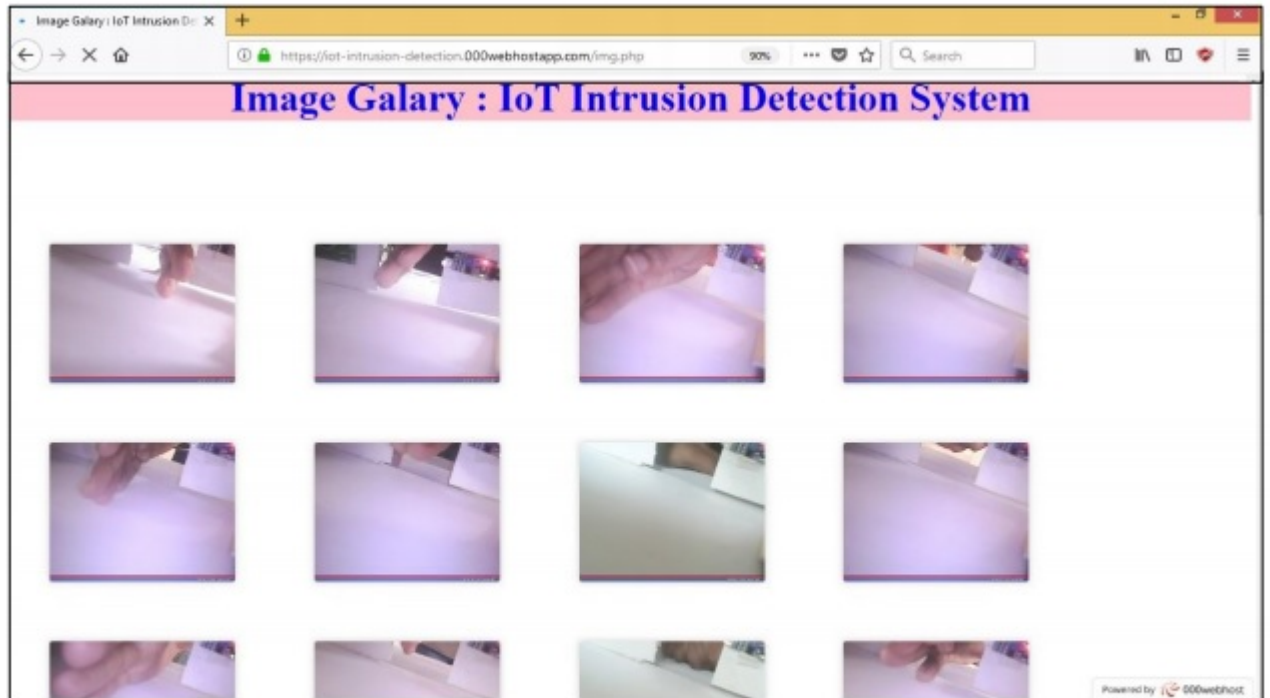 Image Galary : IoT Intrusion De
https://iot-intrusion-detection.000webhostapp.com/img.php
90%
Search
Image Galary : IoT Intrusion Detection System
Powered by 000webhost